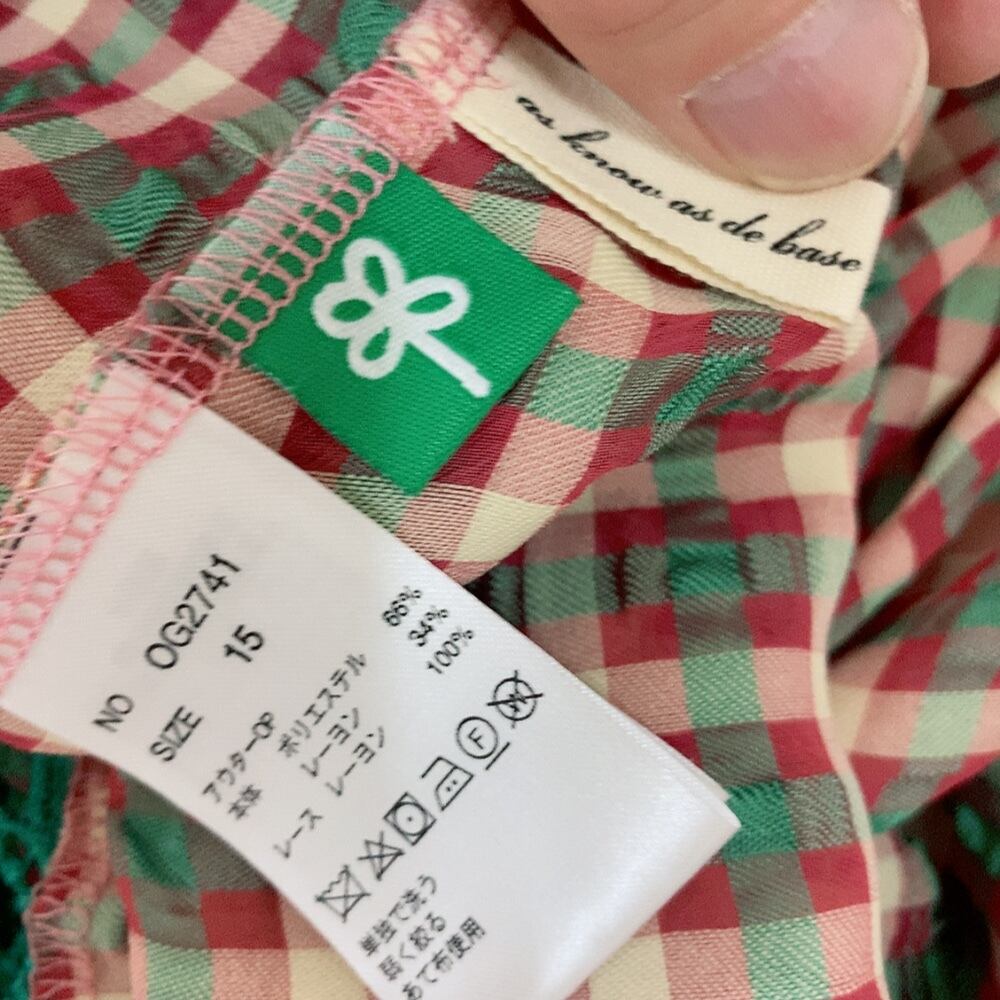 as know as de base
NO OG2741
SIZE 15
アウターOP
本体 ポリエステル 66%
レーヨン 34%
レース レーヨン 100%
F
W
単独で洗う
弱く絞る
あて布使用